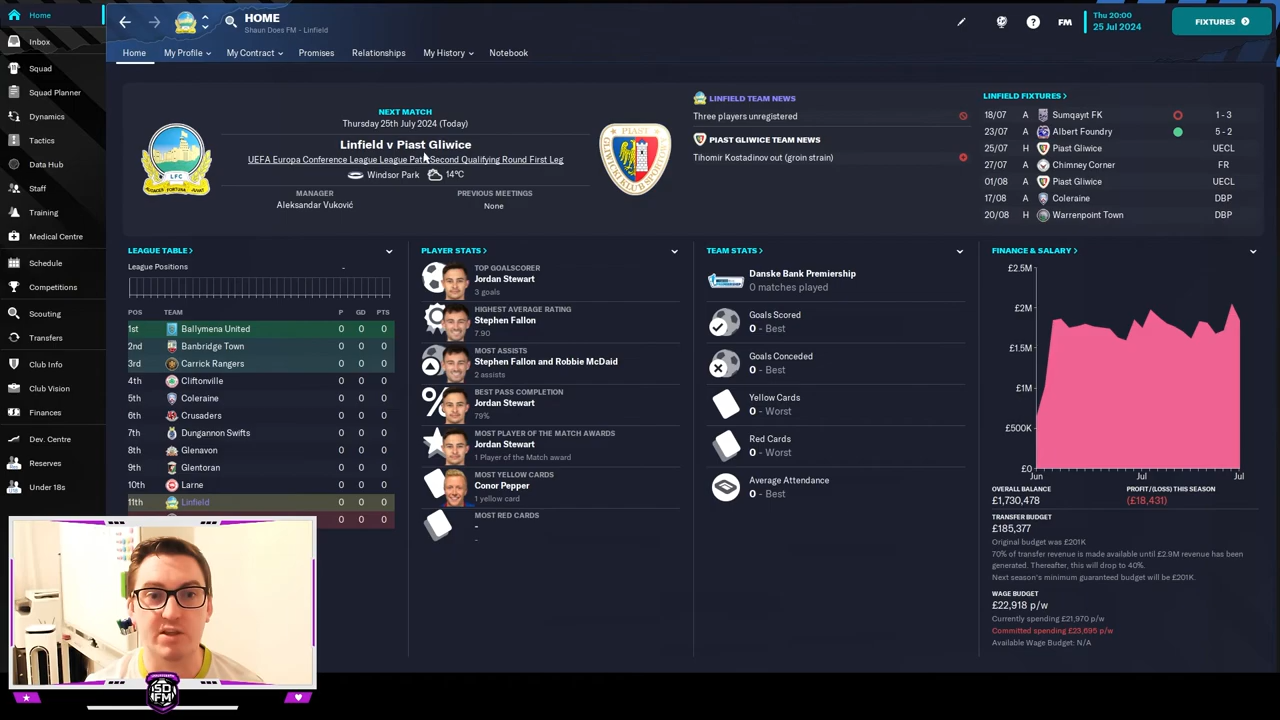 Home
HOME
Shaun Does FM - Linfield
FM
Thu 20:00
25 Jul 2024
FIXTURES
Home
My Profile
My Contract
Promises
Relationships
My History
Notebook
Inbox
Squad
Squad Planner
Dynamics
Tactics
Data Hub
Staff
Training
Medical Centre
Schedule
Competitions
Scouting
Transfers
Club Info
Club Vision
Finances
Dev. Centre
Reserves
Under 18s
NEXT MATCH
Thursday 25th July 2024 (Today)
Linfield v Piast Gliwice
UEFA Europa Conference League League Path Second Qualifying Round First Leg
Windsor Park 14°C
MANAGER
Aleksandar Vuković
PREVIOUS MEETINGS
None
LINFIELD TEAM NEWS
Three players unregistered
PIAST GLIWICE TEAM NEWS
Tihomir Kostadinov out (groin strain)
LINFIELD FIXTURES >
18/07 A Sumqayit FK 1 - 3
23/07 A Albert Foundry 5 - 2
25/07 H Piast Gliwice UECL
27/07 A Chimney Corner FR
01/08 A Piast Gliwice UECL
17/08 A Coleraine DBP
20/08 H Warrenpoint Town DBP
LEAGUE TABLE >
League Positions -
POS TEAM P GD PTS
1st Ballymena United 0 0 0
2nd Banbridge Town 0 0 0
3rd Carrick Rangers 0 0 0
4th Cliftonville 0 0 0
5th Coleraine 0 0 0
6th Crusaders 0 0 0
7th Dungannon Swifts 0 0 0
8th Glenavon 0 0 0
9th Glentoran 0 0 0
10th Larne 0 0 0
11th Linfield 0 0 0
0 0 0
PLAYER STATS >
TOP GOALSCORER
Jordan Stewart
3 goals
HIGHEST AVERAGE RATING
Stephen Fallon
7.90
MOST ASSISTS
Stephen Fallon and Robbie McDaid
2 assists
BEST PASS COMPLETION
Jordan Stewart
79%
MOST PLAYER OF THE MATCH AWARDS
Jordan Stewart
1 Player of the Match award
MOST YELLOW CARDS
Conor Pepper
1 yellow card
MOST RED CARDS
-
-
TEAM STATS >
Danske Bank Premiership
0 matches played
Goals Scored
0 - Best
Goals Conceded
0 - Best
Yellow Cards
0 - Worst
Red Cards
0 - Worst
Average Attendance
0 - Best
FINANCE & SALARY >
£2.5M
£2M
£1.5M
£1M
£500K
£0
Jun Jul Jul
OVERALL BALANCE
£1,730,478
PROFIT/(LOSS) THIS SEASON
(£18,431)
TRANSFER BUDGET
£185,377
Original budget was £201K
70% of transfer revenue is made available until £2.9M revenue has been
generated. Thereafter, this will drop to 40%.
Next season's minimum guaranteed budget will be £201K.
WAGE BUDGET
£22,918 p/w
Currently spending £21,970 p/w
Committed spending £23,695 p/w
Available Wage Budget: N/A
SD
FM